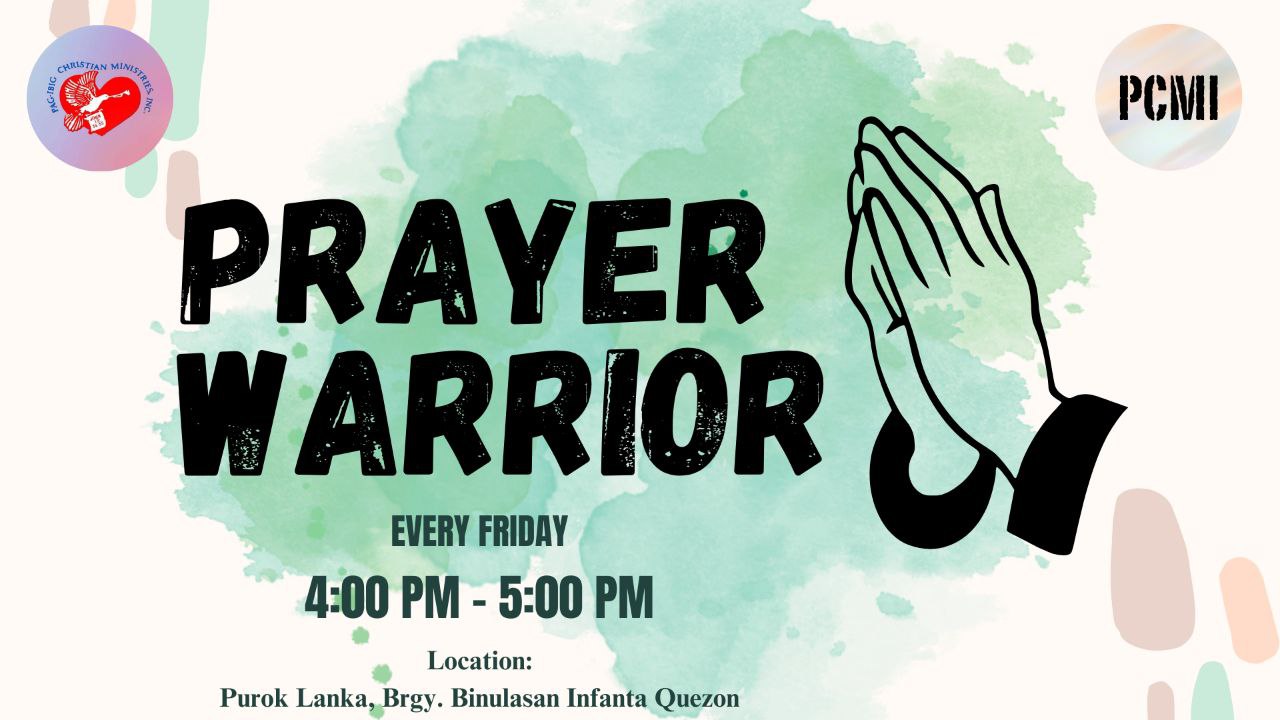 PAG-IBIG CHRISTIAN MINISTRIES, INC.
PCMI
PRAYER
WARRIOR
EVERY FRIDAY
4:00 PM - 5:00 PM
Location:
Purok Lanka, Brgy. Binulasan Infanta Quezon